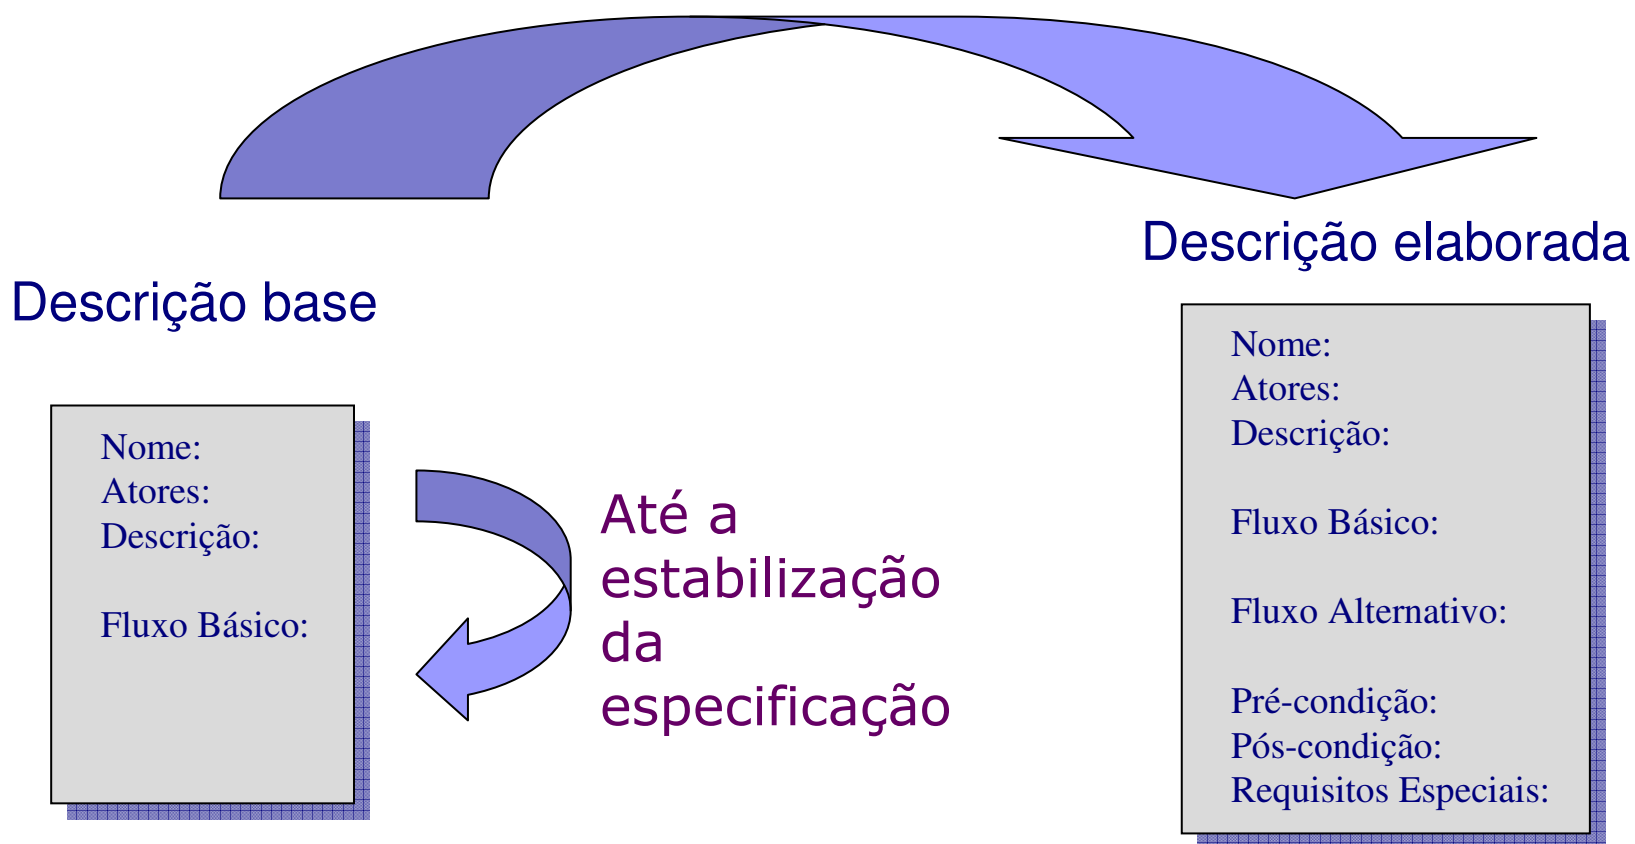 Descrição base
Nome:
Atores:
Descrição:
Fluxo Básico:
Até a
estabilização
da
especificação
Descrição elaborada
Nome:
Atores:
Descrição:
Fluxo Básico:
Fluxo Alternativo:
Pré-condição:
Pós-condição:
Requisitos Especiais: